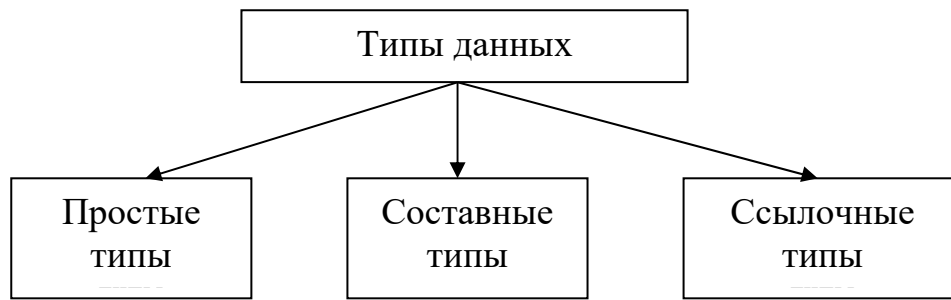 Типы данных
Простые
типы
Составные
типы
Ссылочные
типы